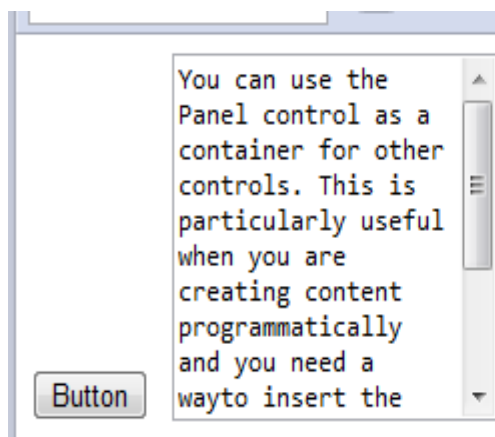 You can use the
Panel control as a
container for other
controls. This is
particularly useful
when you are
creating content
programmatically
and you need a
wayto insert the
Button